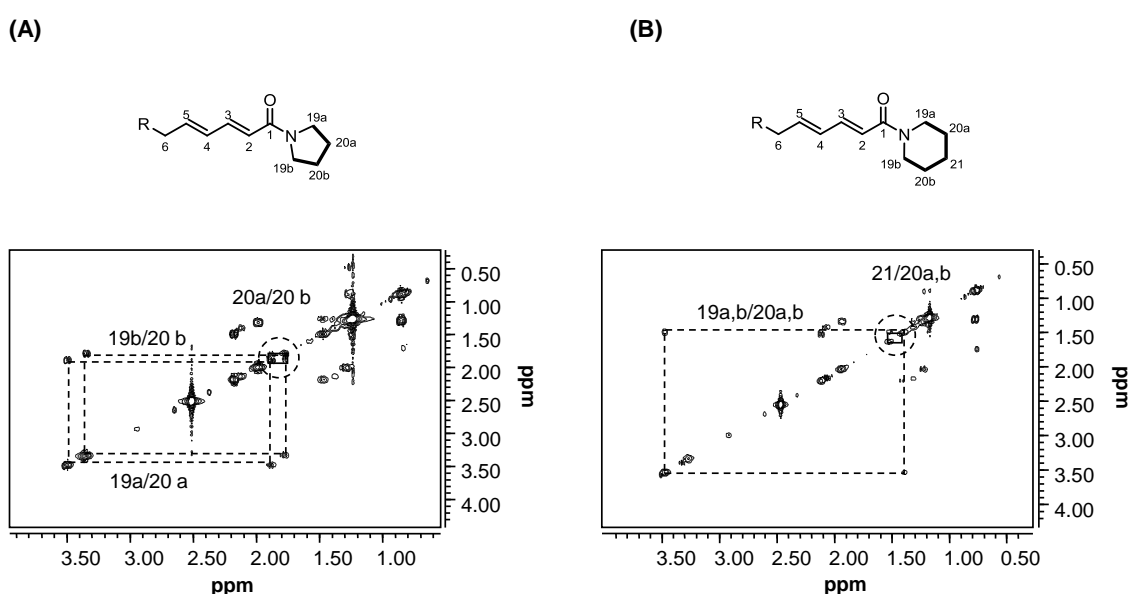 (A)
(B)
O
R
5
3
1
19a
N
20a
6
4
2
19b
20b
O
R
5
3
1
19a
N
20a
6
4
2
19b
21
20b
20a/20 b
19b/20 b
19a/20 a
0.50
1.00
1.50
2.00
2.50
3.00
3.50
4.00
ppm
3.50 3.00 2.50 2.00 1.50 1.00
ppm
21/20a,b
19a,b/20a,b
0.50
1.00
1.50
2.00
2.50
3.00
3.50
4.00
ppm
3.50 3.00 2.50 2.00 1.50 1.00 0.50
ppm